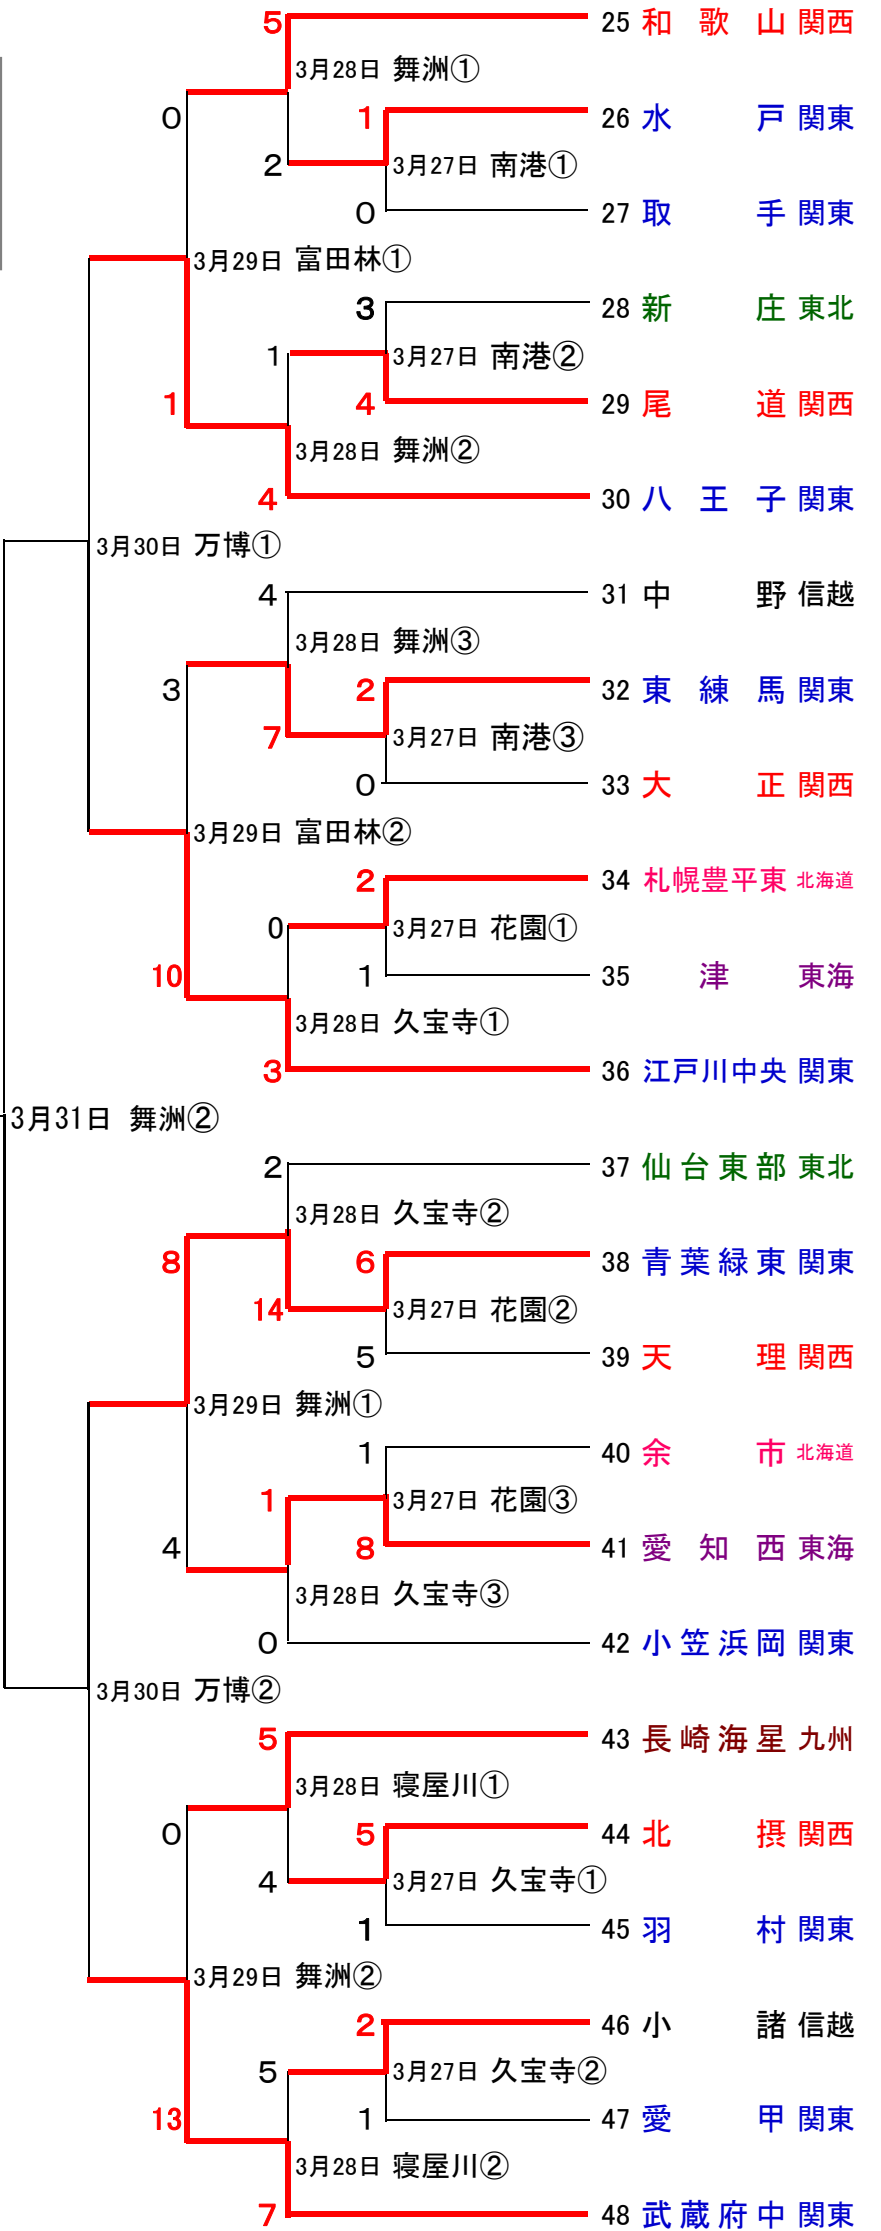 5 25 和歌山 関西
3月28日 舞洲①
0 1 26 水戸 関東
2 3月27日 南港①
0 27 取手 関東
3月29日 富田林①
3 28 新庄 東北
1 3月27日 南港②
1 4 29 尾道 関西
3月28日 舞洲②
4 30 八王子 関東
3月30日 万博①
4 31 中野 信越
3月28日 舞洲③
3 2 32 東練馬 関東
7 3月27日 南港③
0 33 大正 関西
3月29日 富田林②
2 34 札幌豊平東 北海道
0 3月27日 花園①
10 1 35 津 東海
3月28日 久宝寺①
3 36 江戸川中央 関東
3月31日 舞洲②
2 37 仙台東部 東北
3月28日 久宝寺②
8 6 38 青葉緑東 関東
14 3月27日 花園②
5 39 天理 関西
3月29日 舞洲①
1 40 余市 北海道
1 3月27日 花園③
4 8 41 愛知西 東海
3月28日 久宝寺③
0 42 小笠浜岡 関東
3月30日 万博②
5 43 長崎海星 九州
3月28日 寝屋川①
0 5 44 北摂 関西
4 3月27日 久宝寺①
1 45 羽村 関東
3月29日 舞洲②
2 46 小諸 信越
5 3月27日 久宝寺②
13 1 47 愛甲 関東
3月28日 寝屋川②
7 48 武蔵府中 関東